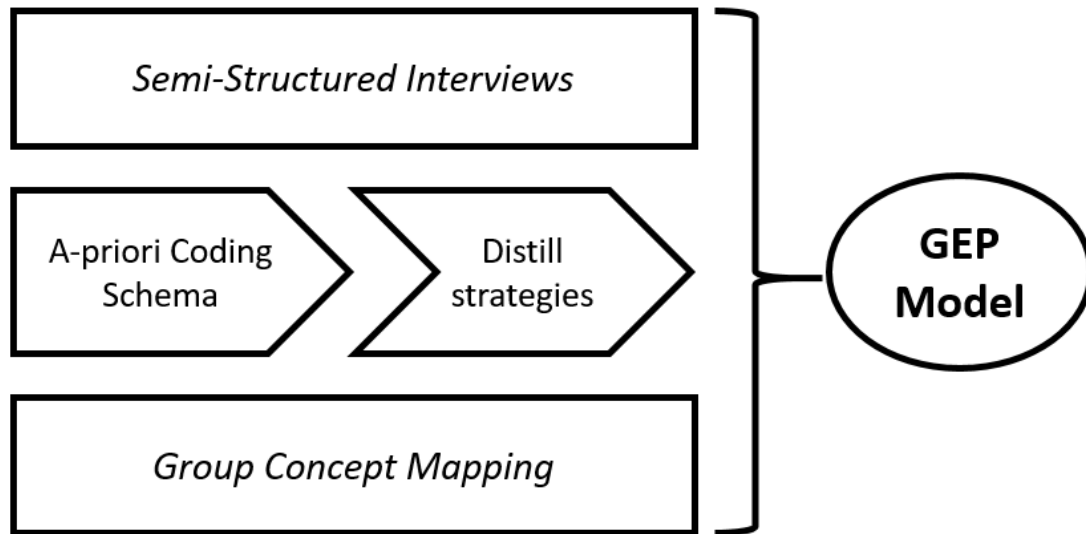 Semi-Structured Interviews
A-priori Coding
Schema
Distill
strategies
GEP
Model
Group Concept Mapping